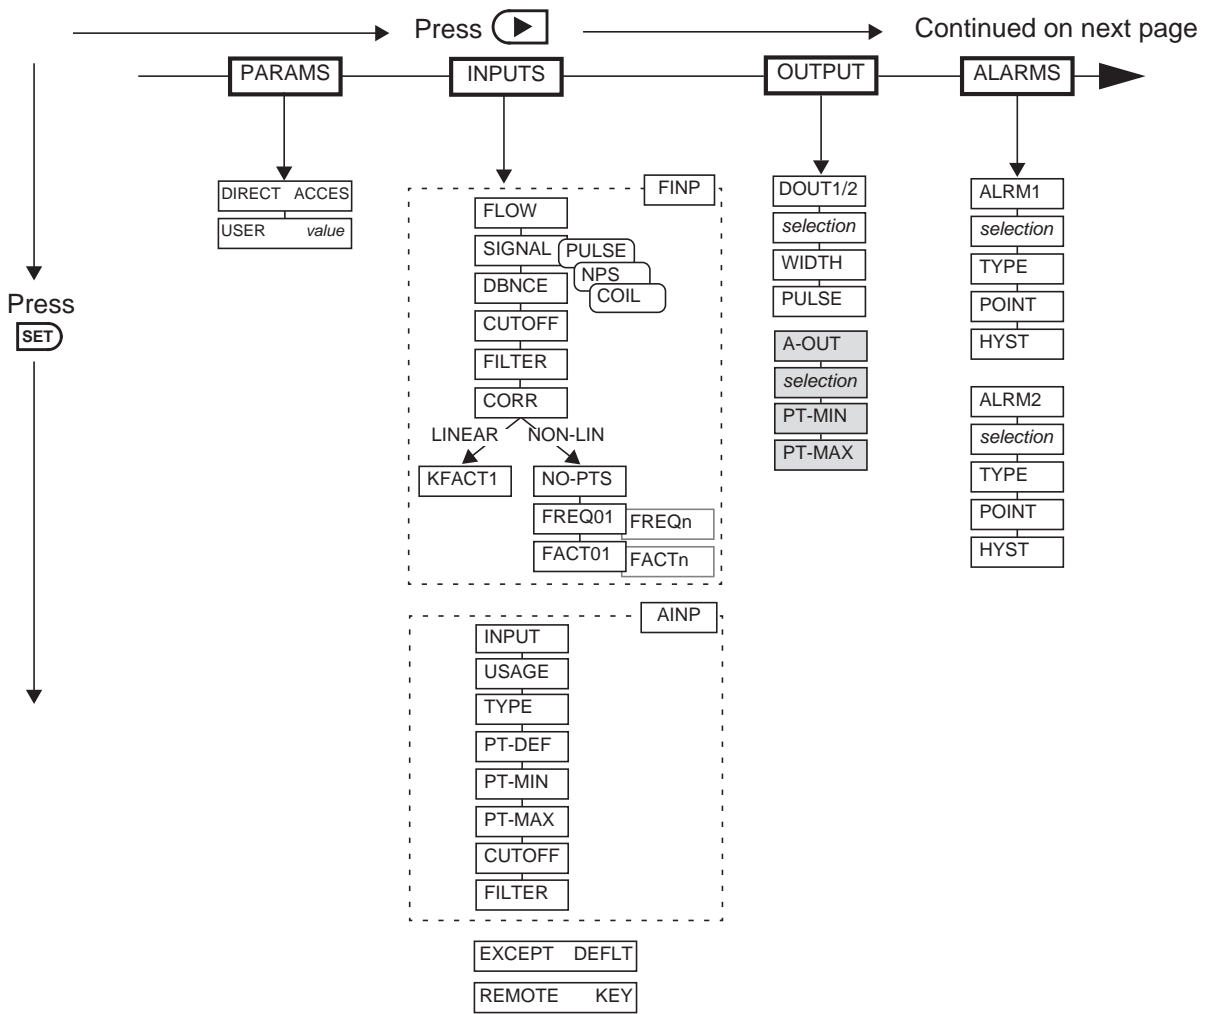 Press
Continued on next page
PARAMS
INPUTS
OUTPUT
ALARMS
Press
SET
DIRECT ACCES
USER value
FINP
FLOW
SIGNAL
PULSE
NPS
COIL
DBNCE
CUTOFF
FILTER
CORR
LINEAR
NON-LIN
KFACT1
NO-PTS
FREQ01
FREQn
FACT01
FACTn
AINP
INPUT
USAGE
TYPE
PT-DEF
PT-MIN
PT-MAX
CUTOFF
FILTER
EXCEPT DEFLT
REMOTE KEY
DOUT1/2
selection
WIDTH
PULSE
A-OUT
selection
PT-MIN
PT-MAX
ALRM1
selection
TYPE
POINT
HYST
ALRM2
selection
TYPE
POINT
HYST